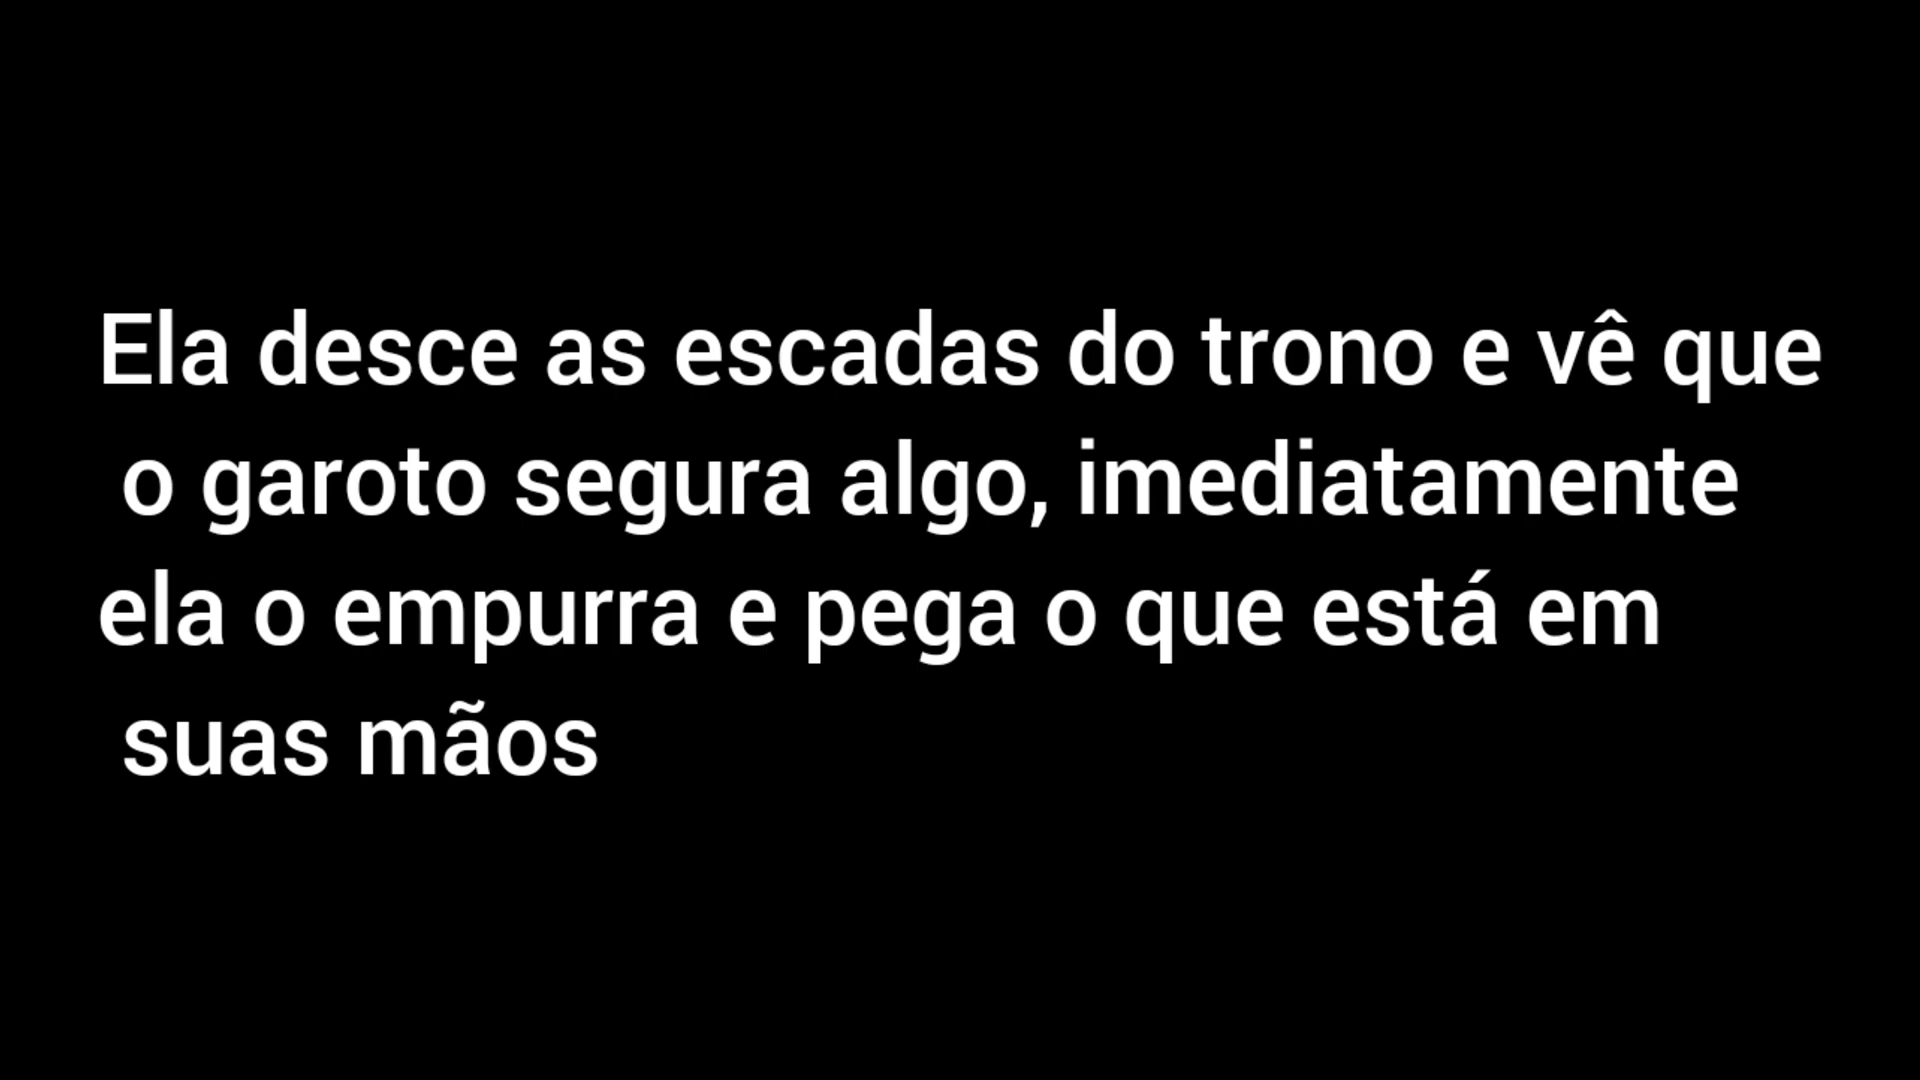 Ela desce as escadas do trono e vê que
o garoto segura algo, imediatamente
ela o empurra e pega o que está em
suas mãos